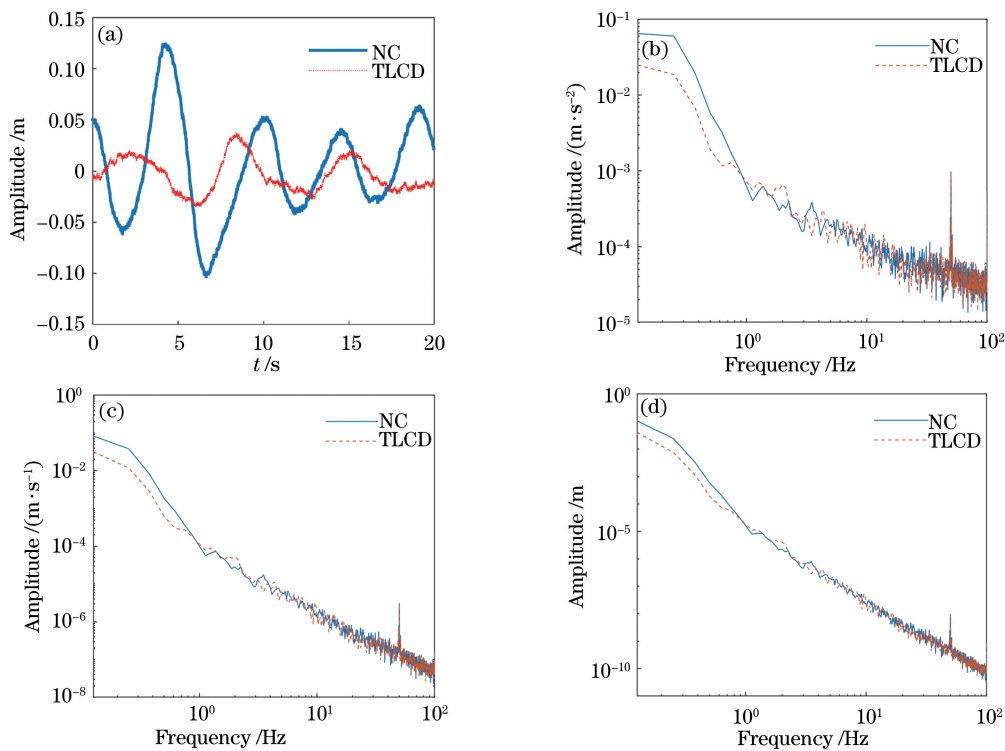 (a)
NC
TLCD
0.15
0.10
0.05
0
−0.05
−0.10
−0.15
Amplitude /m
0 5 10 15 20
t /s
(b)
NC
TLCD
10⁻¹
10⁻²
10⁻³
10⁻⁴
10⁻⁵
Amplitude /(m·s⁻²)
10⁰ 10¹ 10²
Frequency /Hz
(c)
NC
TLCD
10⁰
10⁻²
10⁻⁴
10⁻⁶
10⁻⁸
Amplitude /(m·s⁻¹)
10⁰ 10¹ 10²
Frequency /Hz
(d)
NC
TLCD
10⁰
10⁻⁵
10⁻¹⁰
Amplitude /m
10⁰ 10¹ 10²
Frequency /Hz